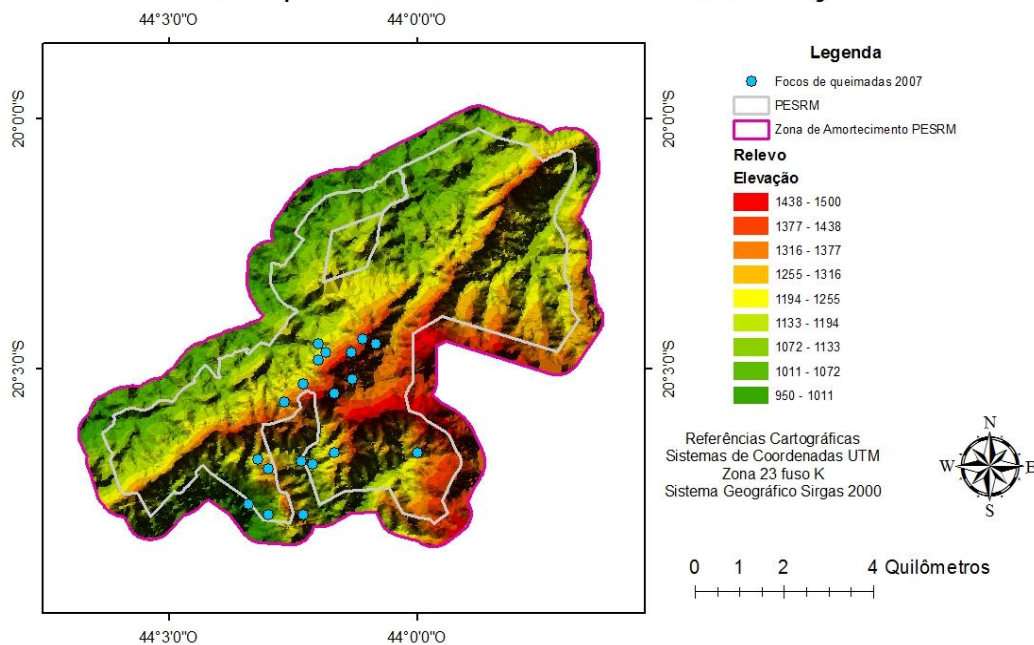 44°3'0"O
44°0'0"O
20°0'0"S
20°0'0"S
20°3'0"S
20°3'0"S
44°3'0"O
44°0'0"O
Legenda
Focos de queimadas 2007
PESRM
Zona de Amortecimento PESRM
Relevo
Elevação
1438 - 1500
1377 - 1438
1316 - 1377
1255 - 1316
1194 - 1255
1133 - 1194
1072 - 1133
1011 - 1072
950 - 1011
Referências Cartográficas
Sistemas de Coordenadas UTM
Zona 23 fuso K
Sistema Geográfico Sirgas 2000
N
W
E
S
0 1 2 4 Quilômetros